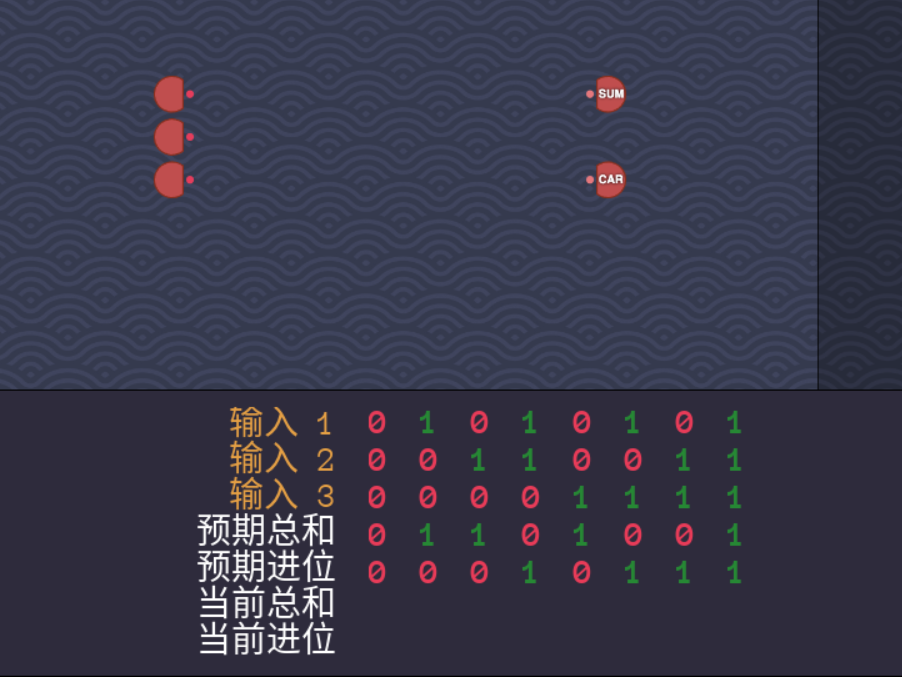 SUM
CAR
输入 1 0 1 0 1 0 1 0 1
输入 2 0 0 1 1 0 0 1 1
输入 3 0 0 0 0 1 1 1 1
预期总和 0 1 1 0 1 0 0 1
预期进位 0 0 0 1 0 1 1 1
当前总和
当前进位